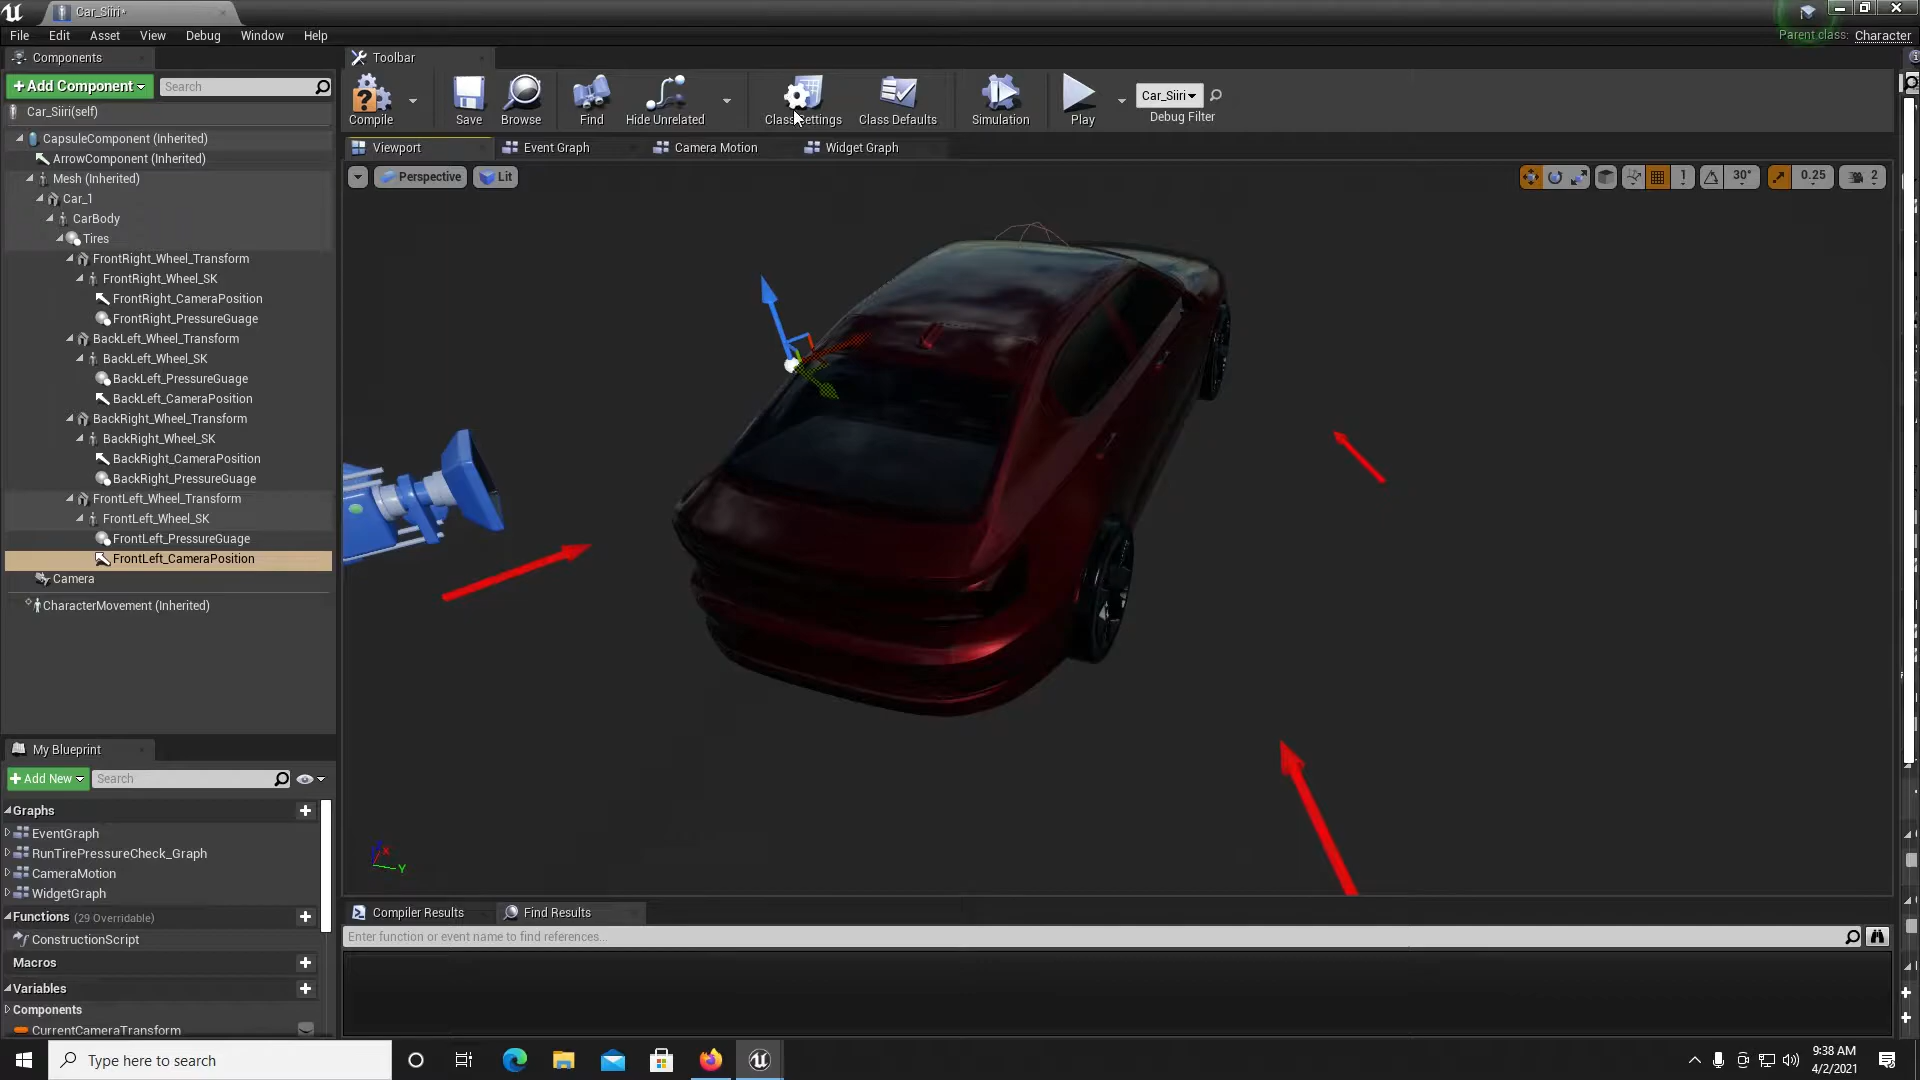 Car_Siiri*
File Edit Asset View Debug Window Help
Parent class: Character
Components
Toolbar
+Add Component
Search
Compile
Save
Browse
Find
Hide Unrelated
Class Settings
Class Defaults
Simulation
Play
Car_Siiri
Debug Filter
Car_Siiri(self)
CapsuleComponent (Inherited)
ArrowComponent (Inherited)
Mesh (Inherited)
Car_1
CarBody
Tires
FrontRight_Wheel_Transform
FrontRight_Wheel_SK
FrontRight_CameraPosition
FrontRight_PressureGuage
BackLeft_Wheel_Transform
BackLeft_Wheel_SK
BackLeft_PressureGuage
BackLeft_CameraPosition
BackRight_Wheel_Transform
BackRight_Wheel_SK
BackRight_CameraPosition
BackRight_PressureGuage
FrontLeft_Wheel_Transform
FrontLeft_Wheel_SK
FrontLeft_PressureGuage
FrontLeft_CameraPosition
Camera
CharacterMovement (Inherited)
Viewport
Event Graph
Camera Motion
Widget Graph
Perspective
Lit
1
30°
0.25
2
X
Y
My Blueprint
+Add New
Search
Graphs
EventGraph
RunTirePressureCheck_Graph
CameraMotion
WidgetGraph
Functions (29 Overridable)
ConstructionScript
Macros
Variables
Components
CurrentCameraTransform
Compiler Results
Find Results
Enter function or event name to find references...
Type here to search
9:38 AM
4/2/2021